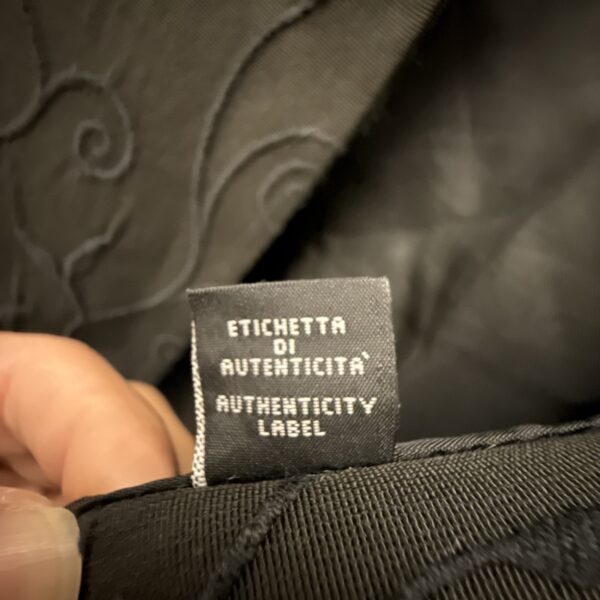 ETICHETTA
DI
AUTENTICITA'
AUTHENTICITY
LABEL